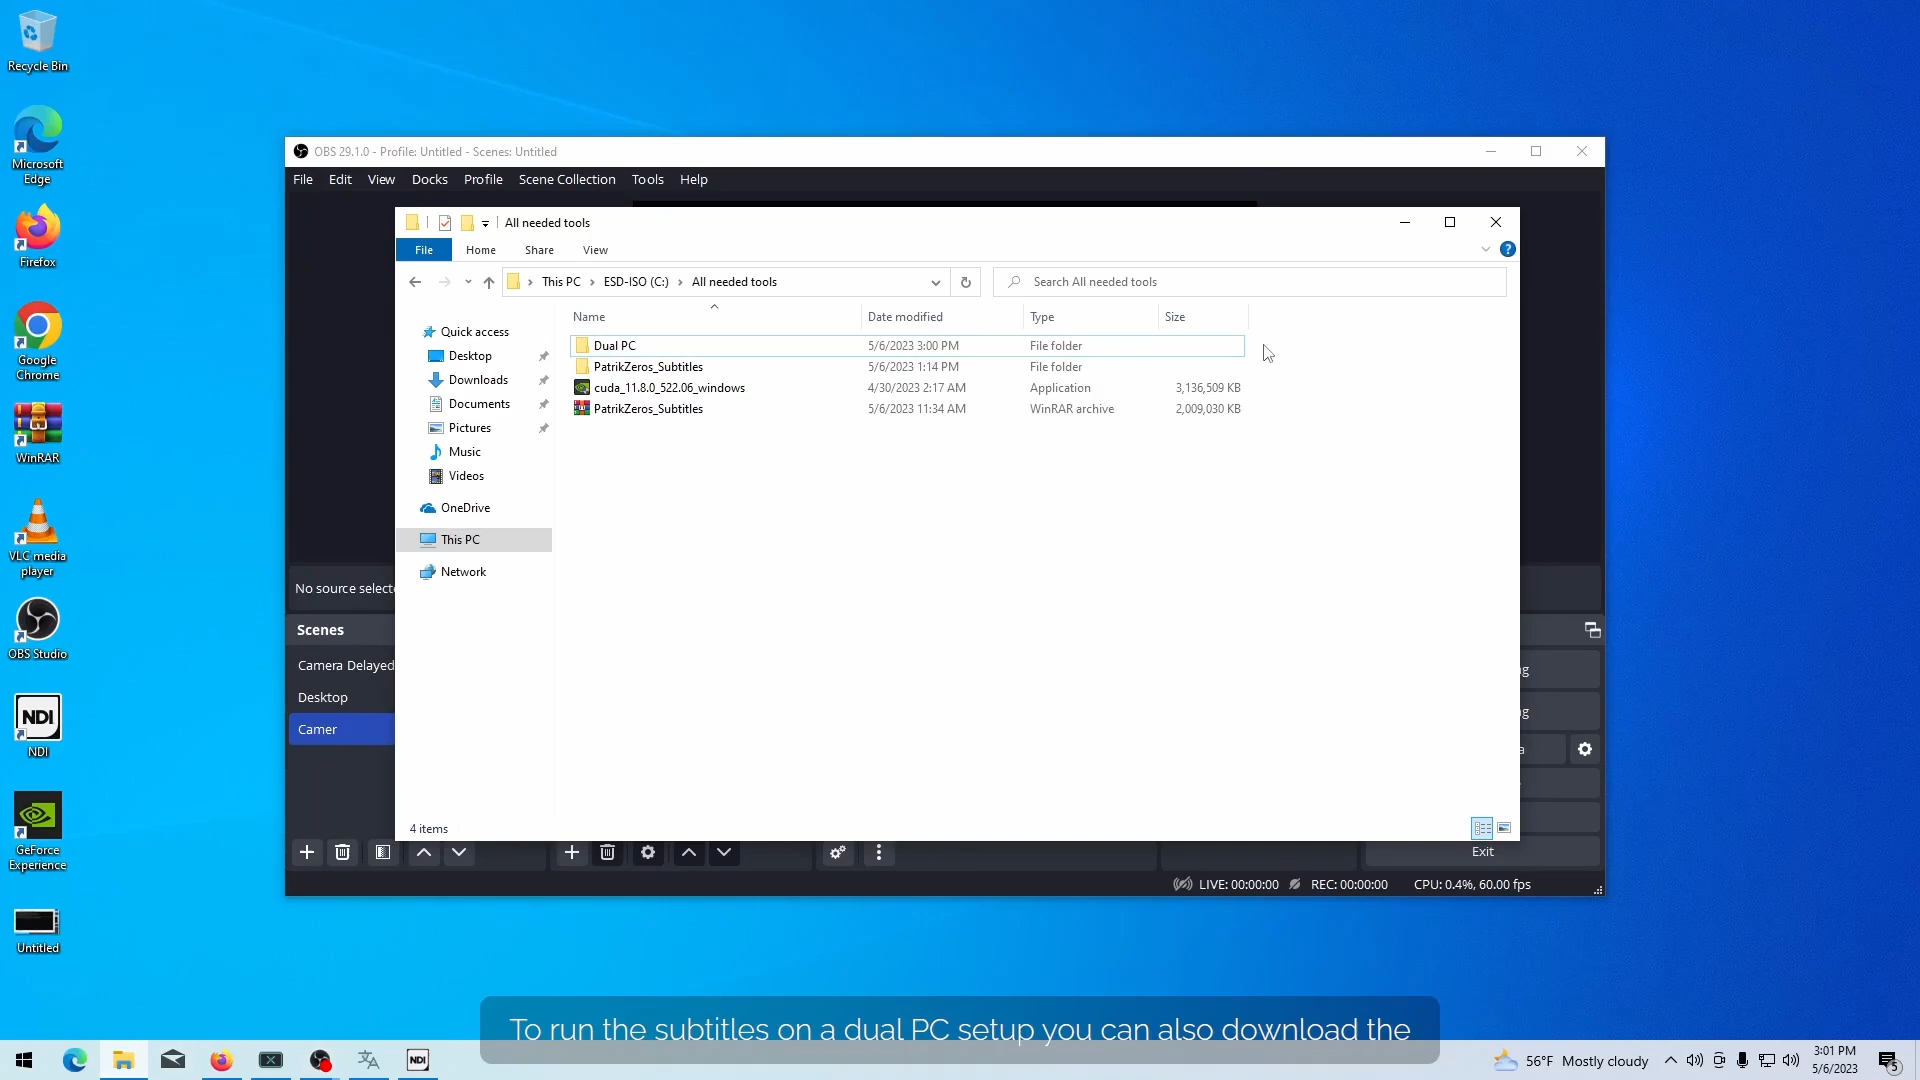 Recycle Bin
Microsoft
Edge
Firefox
Google
Chrome
WinRAR
VLC media
player
OBS Studio
NDI
NDI
GeForce
Experience
Untitled
OBS 29.1.0 - Profile: Untitled - Scenes: Untitled
File Edit View Docks Profile Scene Collection Tools Help
All needed tools
File Home Share View
This PC > ESD-ISO (C:) > All needed tools
Search All needed tools
Name Date modified Type Size
Dual PC 5/6/2023 3:00 PM File folder
PatrikZeros_Subtitles 5/6/2023 1:14 PM File folder
cuda_11.8.0_522.06_windows 4/30/2023 2:17 AM Application 3,136,509 KB
PatrikZeros_Subtitles 5/6/2023 11:34 AM WinRAR archive 2,009,030 KB
Quick access
Desktop
Downloads
Documents
Pictures
Music
Videos
OneDrive
This PC
Network
4 items
No source selecte
Scenes
Camera Delayed
Desktop
Camer
g
g
a
Exit
LIVE: 00:00:00 REC: 00:00:00 CPU: 0.4%, 60.00 fps
To run the subtitles on a dual PC setup you can also download the
NDI
56°F Mostly cloudy
3:01 PM
5/6/2023
5